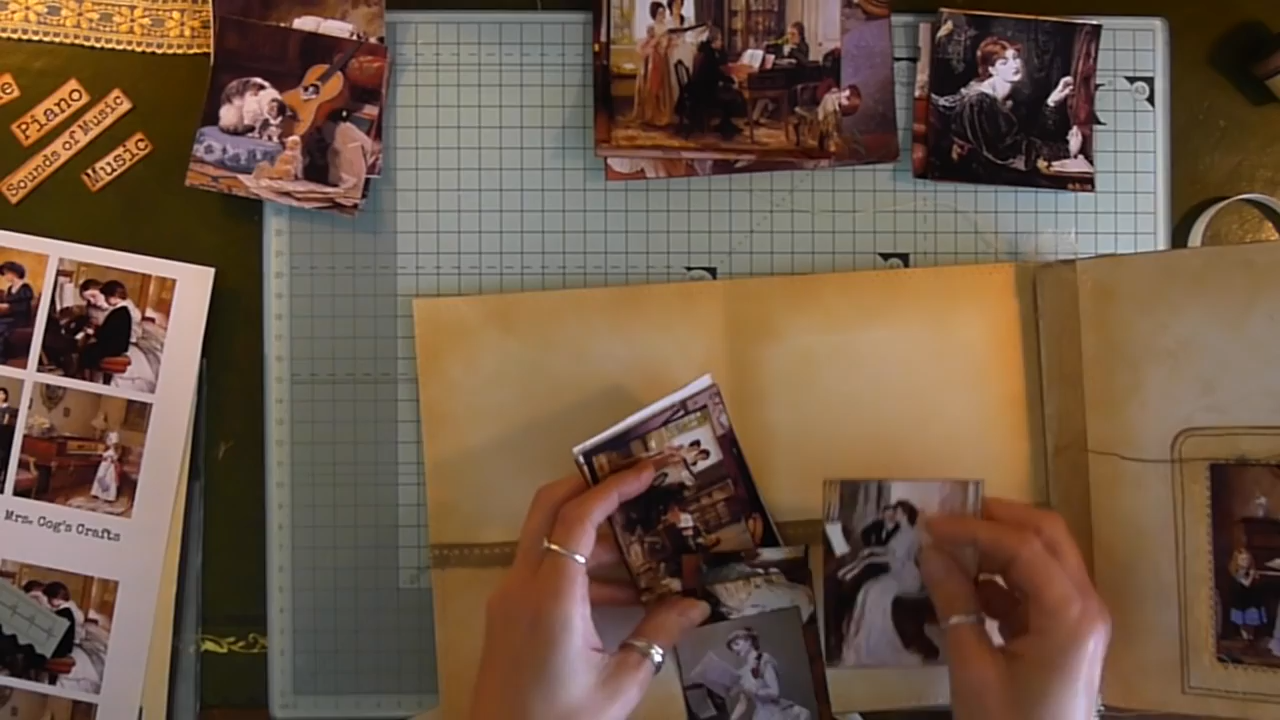 e
Piano
Sounds of Music
Music
Mrs. Cog's Crafts